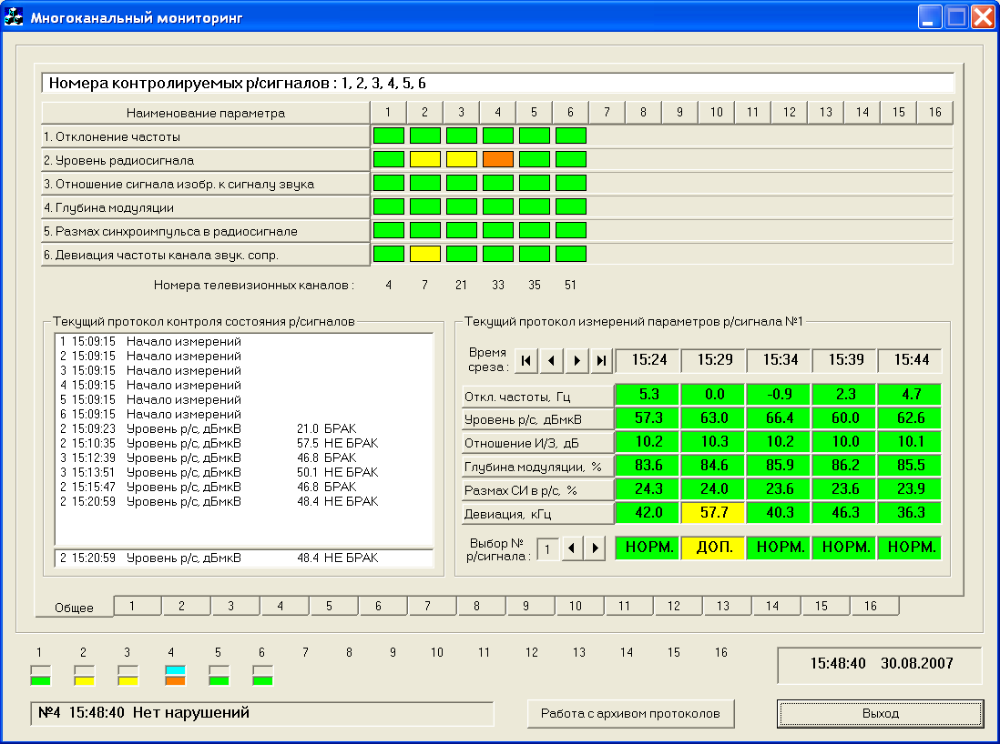 Многоканальный мониторинг
Номера контролируемых р/сигналов : 1, 2, 3, 4, 5, 6
Наименование параметра 1 2 3 4 5 6 7 8 9 10 11 12 13 14 15 16
1. Отклонение частоты
2. Уровень радиосигнала
3. Отношение сигнала изобр. к сигналу звука
4. Глубина модуляции
5. Размах синхроимпульса в радиосигнале
6. Девиация частоты канала звук. сопр.
Номера телевизионных каналов : 4 7 21 33 35 51
Текущий протокол контроля состояния р/сигналов
1 15:09:15 Начало измерений
2 15:09:15 Начало измерений
3 15:09:15 Начало измерений
4 15:09:15 Начало измерений
5 15:09:15 Начало измерений
6 15:09:15 Начало измерений
2 15:09:23 Уровень р/с, дБмкВ 21.0 БРАК
2 15:10:35 Уровень р/с, дБмкВ 57.5 НЕ БРАК
3 15:12:39 Уровень р/с, дБмкВ 46.8 БРАК
3 15:13:51 Уровень р/с, дБмкВ 50.1 НЕ БРАК
2 15:15:47 Уровень р/с, дБмкВ 46.8 БРАК
2 15:20:59 Уровень р/с, дБмкВ 48.4 НЕ БРАК
2 15:20:59 Уровень р/с, дБмкВ 48.4 НЕ БРАК
Текущий протокол измерений параметров р/сигнала №1
Время
среза : 15:24 15:29 15:34 15:39 15:44
Откл. частоты, Гц 5.3 0.0 -0.9 2.3 4.7
Уровень р/с, дБмкВ 57.3 63.0 66.4 60.0 62.6
Отношение И/З, дБ 10.2 10.3 10.2 10.0 10.1
Глубина модуляции, % 83.6 84.6 85.9 86.2 85.5
Размах СИ в р/с, % 24.3 24.0 23.6 23.6 23.9
Девиация, кГц 42.0 57.7 40.3 46.3 36.3
Выбор №
р/сигнала : 1 НОРМ. ДОП. НОРМ. НОРМ. НОРМ.
Общее 1 2 3 4 5 6 7 8 9 10 11 12 13 14 15 16
1 2 3 4 5 6 7 8 9 10 11 12 13 14 15 16
15:48:40 30.08.2007
№4 15:48:40 Нет нарушений
Работа с архивом протоколов
Выход